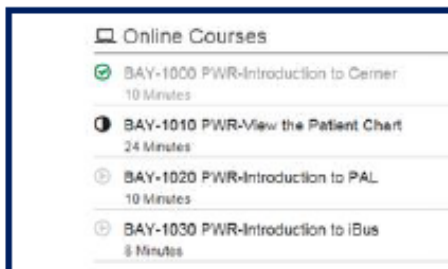 Online Courses
BAY-1000 PWR-Introduction to Cerner
10 Minutes
BAY-1010 PWR-View the Patient Chart
24 Minutes
BAY-1020 PWR-Introduction to PAL
10 Minutes
BAY-1030 PWR-Introduction to iBus
8 Minutes